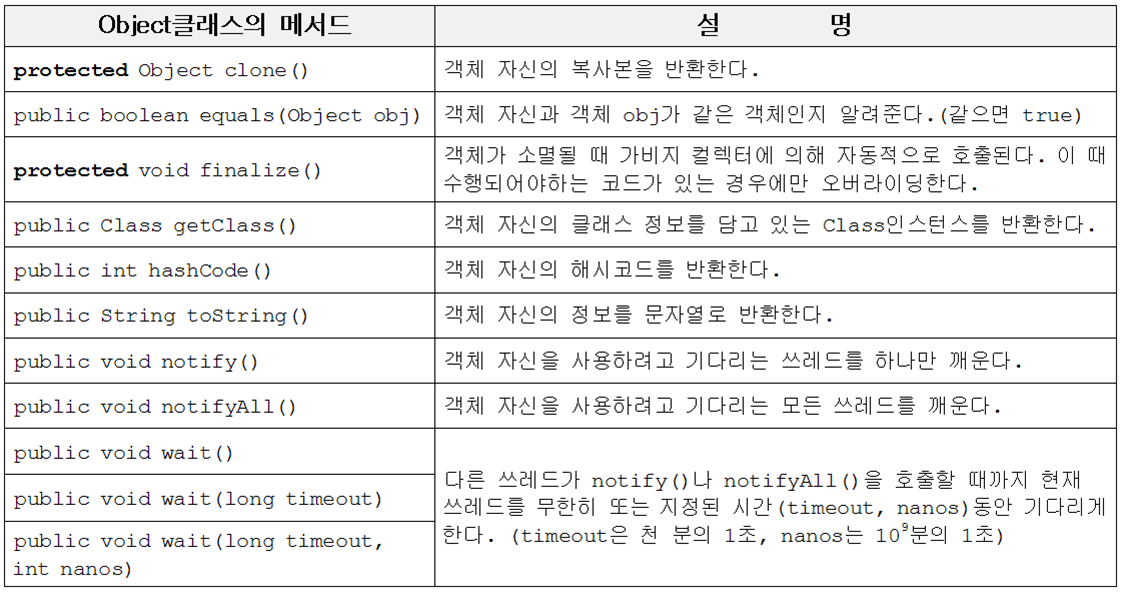 Object클래스의 메서드
설 명
protected Object clone()
객체 자신의 복사본을 반환한다.
public boolean equals(Object obj)
객체 자신과 객체 obj가 같은 객체인지 알려준다.(같으면 true)
protected void finalize()
객체가 소멸될 때 가비지 컬렉터에 의해 자동적으로 호출된다. 이 때
수행되어야하는 코드가 있는 경우에만 오버라이딩한다.
public Class getClass()
객체 자신의 클래스 정보를 담고 있는 Class인스턴스를 반환한다.
public int hashCode()
객체 자신의 해시코드를 반환한다.
public String toString()
객체 자신의 정보를 문자열로 반환한다.
public void notify()
객체 자신을 사용하려고 기다리는 쓰레드를 하나만 깨운다.
public void notifyAll()
객체 자신을 사용하려고 기다리는 모든 쓰레드를 깨운다.
public void wait()
public void wait(long timeout)
public void wait(long timeout,
int nanos)
다른 쓰레드가 notify()나 notifyAll()을 호출할 때까지 현재
쓰레드를 무한히 또는 지정된 시간(timeout, nanos)동안 기다리게
한다. (timeout은 천 분의 1초, nanos는 10⁹분의 1초)